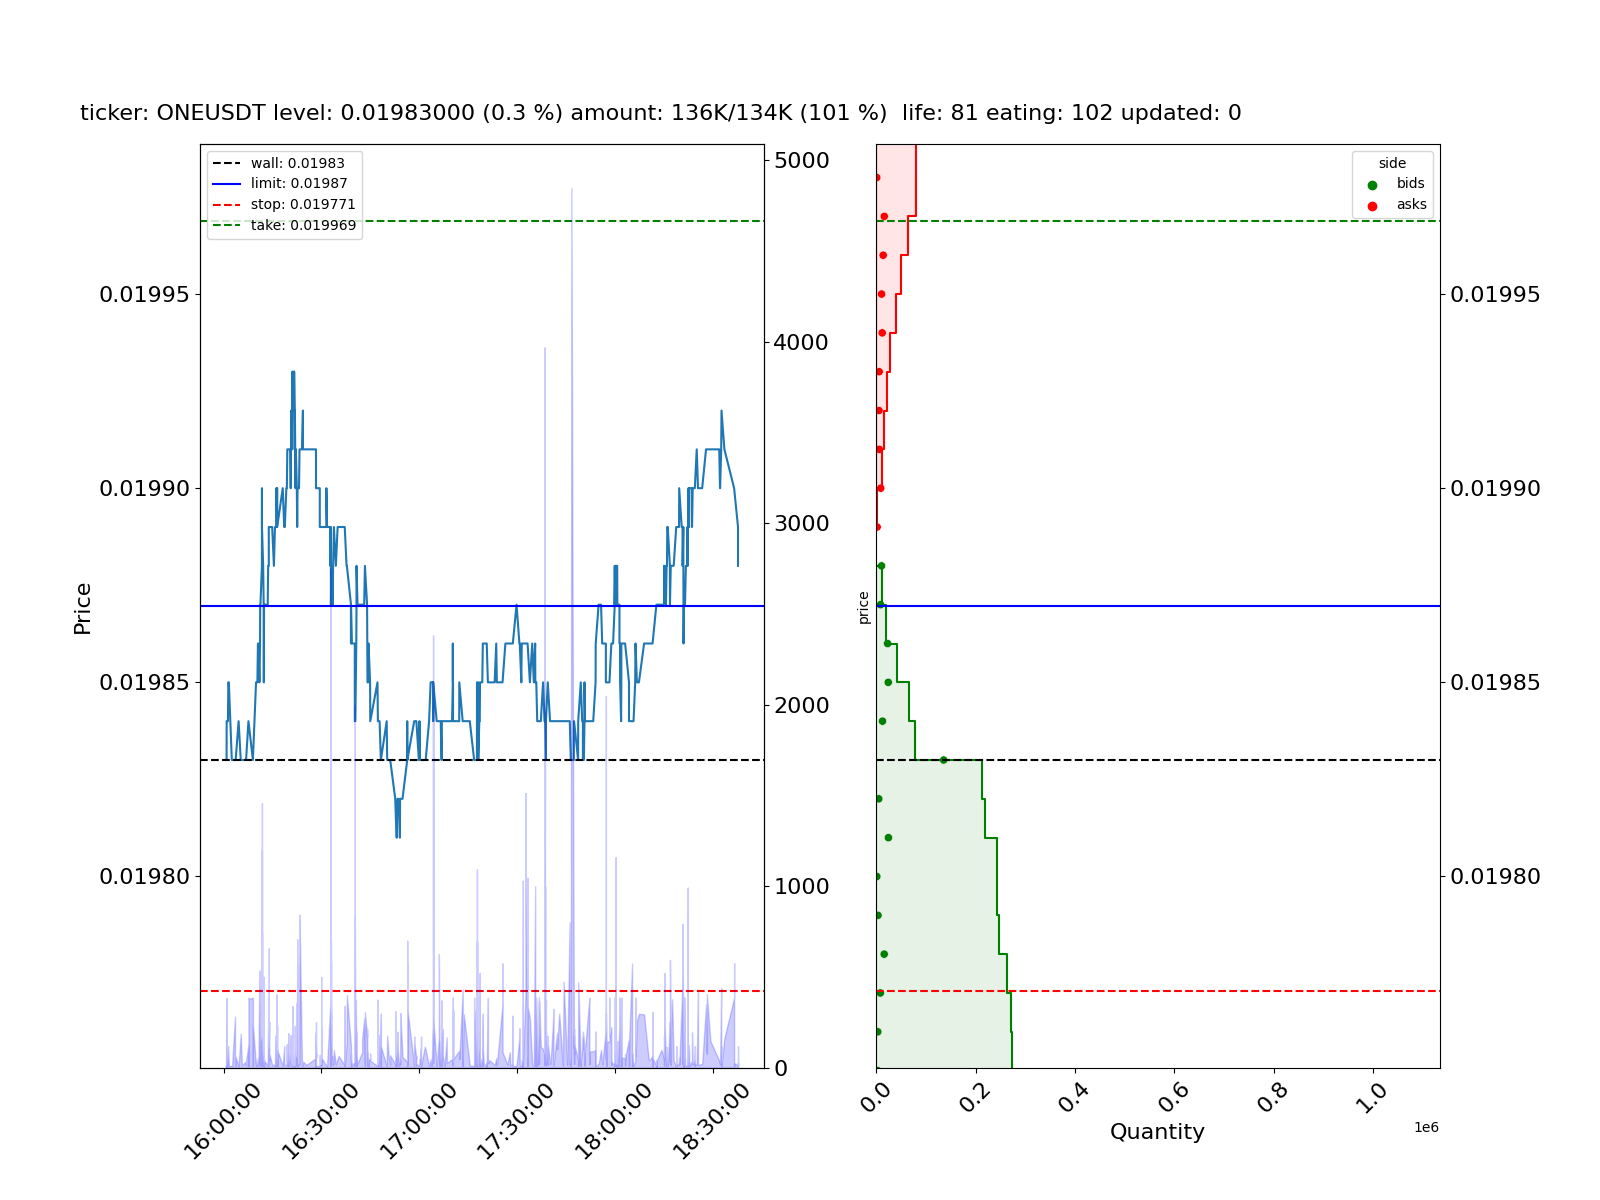 ticker: ONEUSDT level: 0.01983000 (0.3 %) amount: 136K/134K (101 %)  life: 81 eating: 102 updated: 0
wall: 0.01983
limit: 0.01987
stop: 0.019771
take: 0.019969
Price
0.01995
0.01990
0.01985
0.01980
5000
4000
3000
2000
1000
0
16:00:00
16:30:00
17:00:00
17:30:00
18:00:00
18:30:00
side
bids
asks
price
0.01995
0.01990
0.01985
0.01980
0.0
0.2
0.4
0.6
0.8
1.0
1e6
Quantity